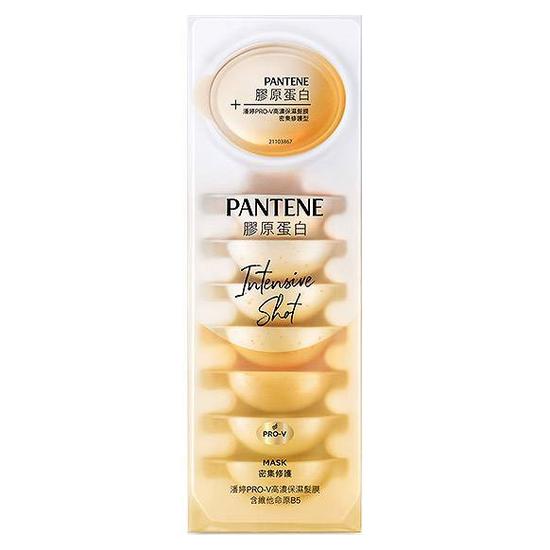 PANTENE
膠原蛋白
+
潘婷PRO-V高濃保濕髮膜
密集修護型
21103867
PANTENE
膠原蛋白
Intensive
Shot
PRO-V
MASK
密集修護
潘婷PRO-V高濃保濕髮膜
含維他命原B5